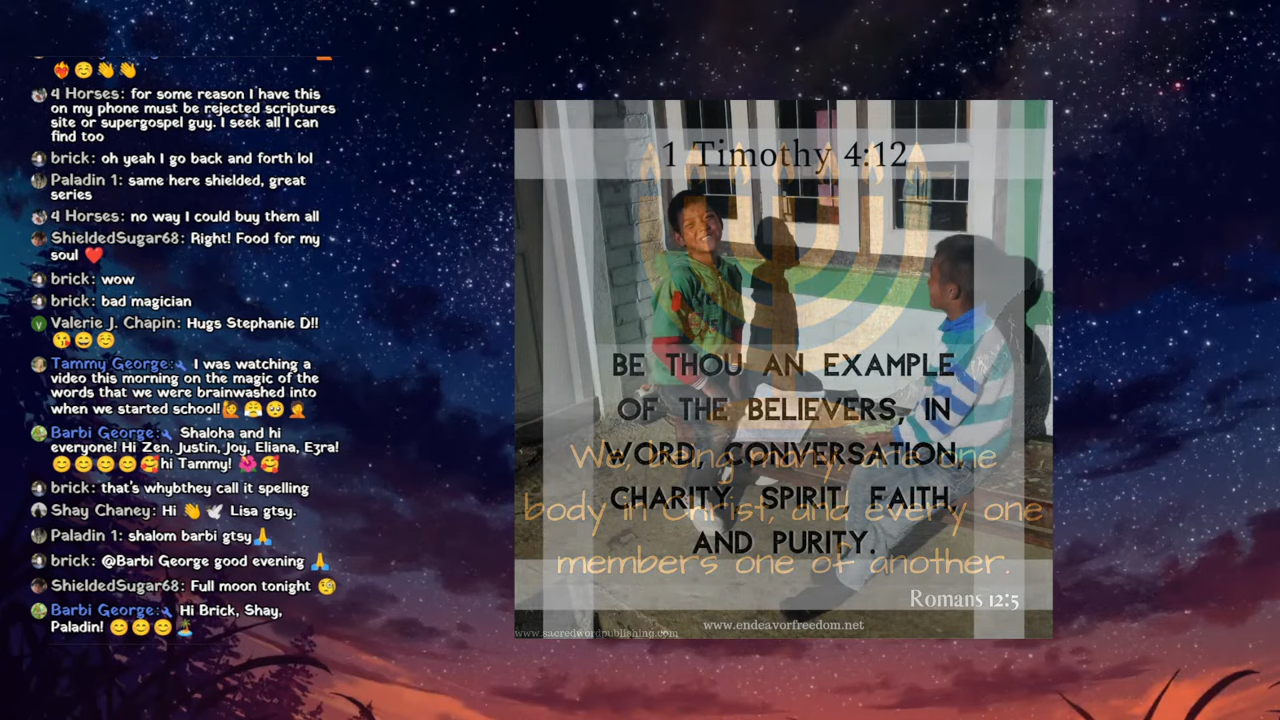 4 Horses: for some reason I have this
on my phone must be rejected scriptures
site or supergospel guy. I seek all I can
find too
brick: oh yeah I go back and forth lol
Paladin 1: same here shielded, great
series
4 Horses: no way I could buy them all
ShieldedSugar68: Right! Food for my
soul ❤️
brick: wow
brick: bad magician
Valerie J. Chapin: Hugs Stephanie D!!
😘😄☺️
Tammy George: I was watching a
video this morning on the magic of the
words that we were brainwashed into
when we started school!🙋😤🥺🤦
Barbi George: Shaloha and hi
everyone! Hi Zen, Justin, Joy, Eliana, Ezra!
😊😊😊😊🥰hi Tammy! 🌺🥰
brick: that's whybthey call it spelling
Shay Chaney: Hi 👋 🕊️ Lisa gtsy.
Paladin 1: shalom barbi gtsy🙏
brick: @Barbi George good evening 🙏
ShieldedSugar68: Full moon tonight 🧐
Barbi George: Hi Brick, Shay,
Paladin! 😊😊😊🏝️
1 Timothy 4:12
BE THOU AN EXAMPLE
OF THE BELIEVERS, IN
WORD, CONVERSATION,
CHARITY, SPIRIT, FAITH,
AND PURITY.
We, being many, are one
body in Christ, and every one
members one of another.
Romans 12:5
www.endeavorfreedom.net
www.sacredwordpublishing.com